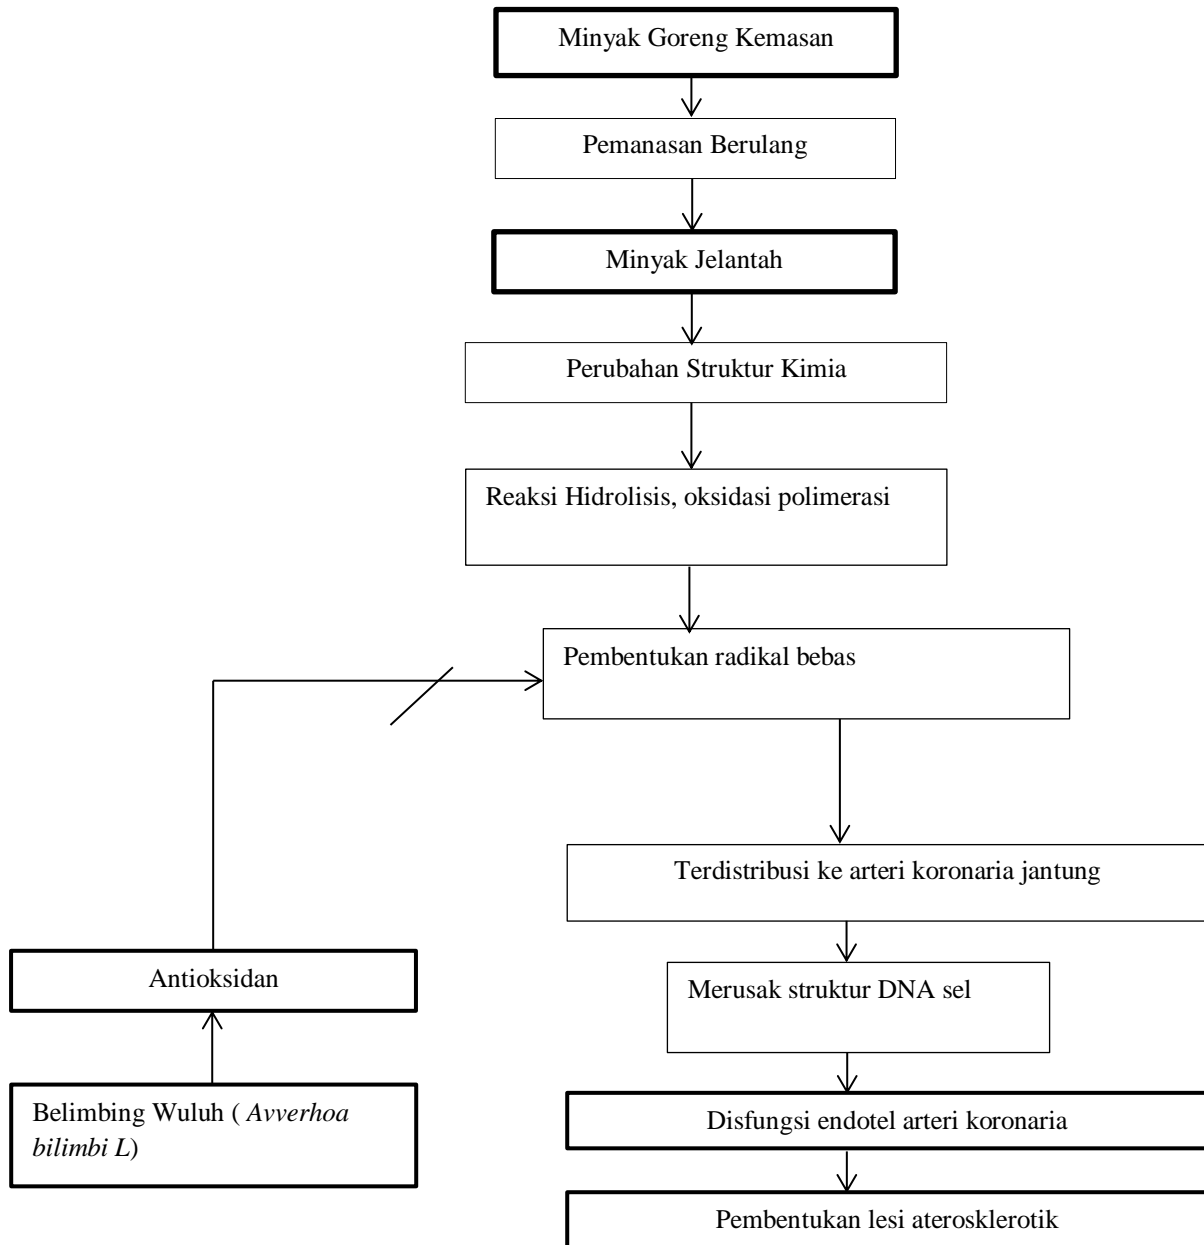 Minyak Goreng Kemasan
Pemanasan Berulang
Minyak Jelantah
Perubahan Struktur Kimia
Reaksi Hidrolisis, oksidasi polimerasi
Pembentukan radikal bebas
Terdistribusi ke arteri koronaria jantung
Antioksidan
Merusak struktur DNA sel
Belimbing Wuluh ( Avverhoa
bilimbi L)
Disfungsi endotel arteri koronaria
Pembentukan lesi aterosklerotik